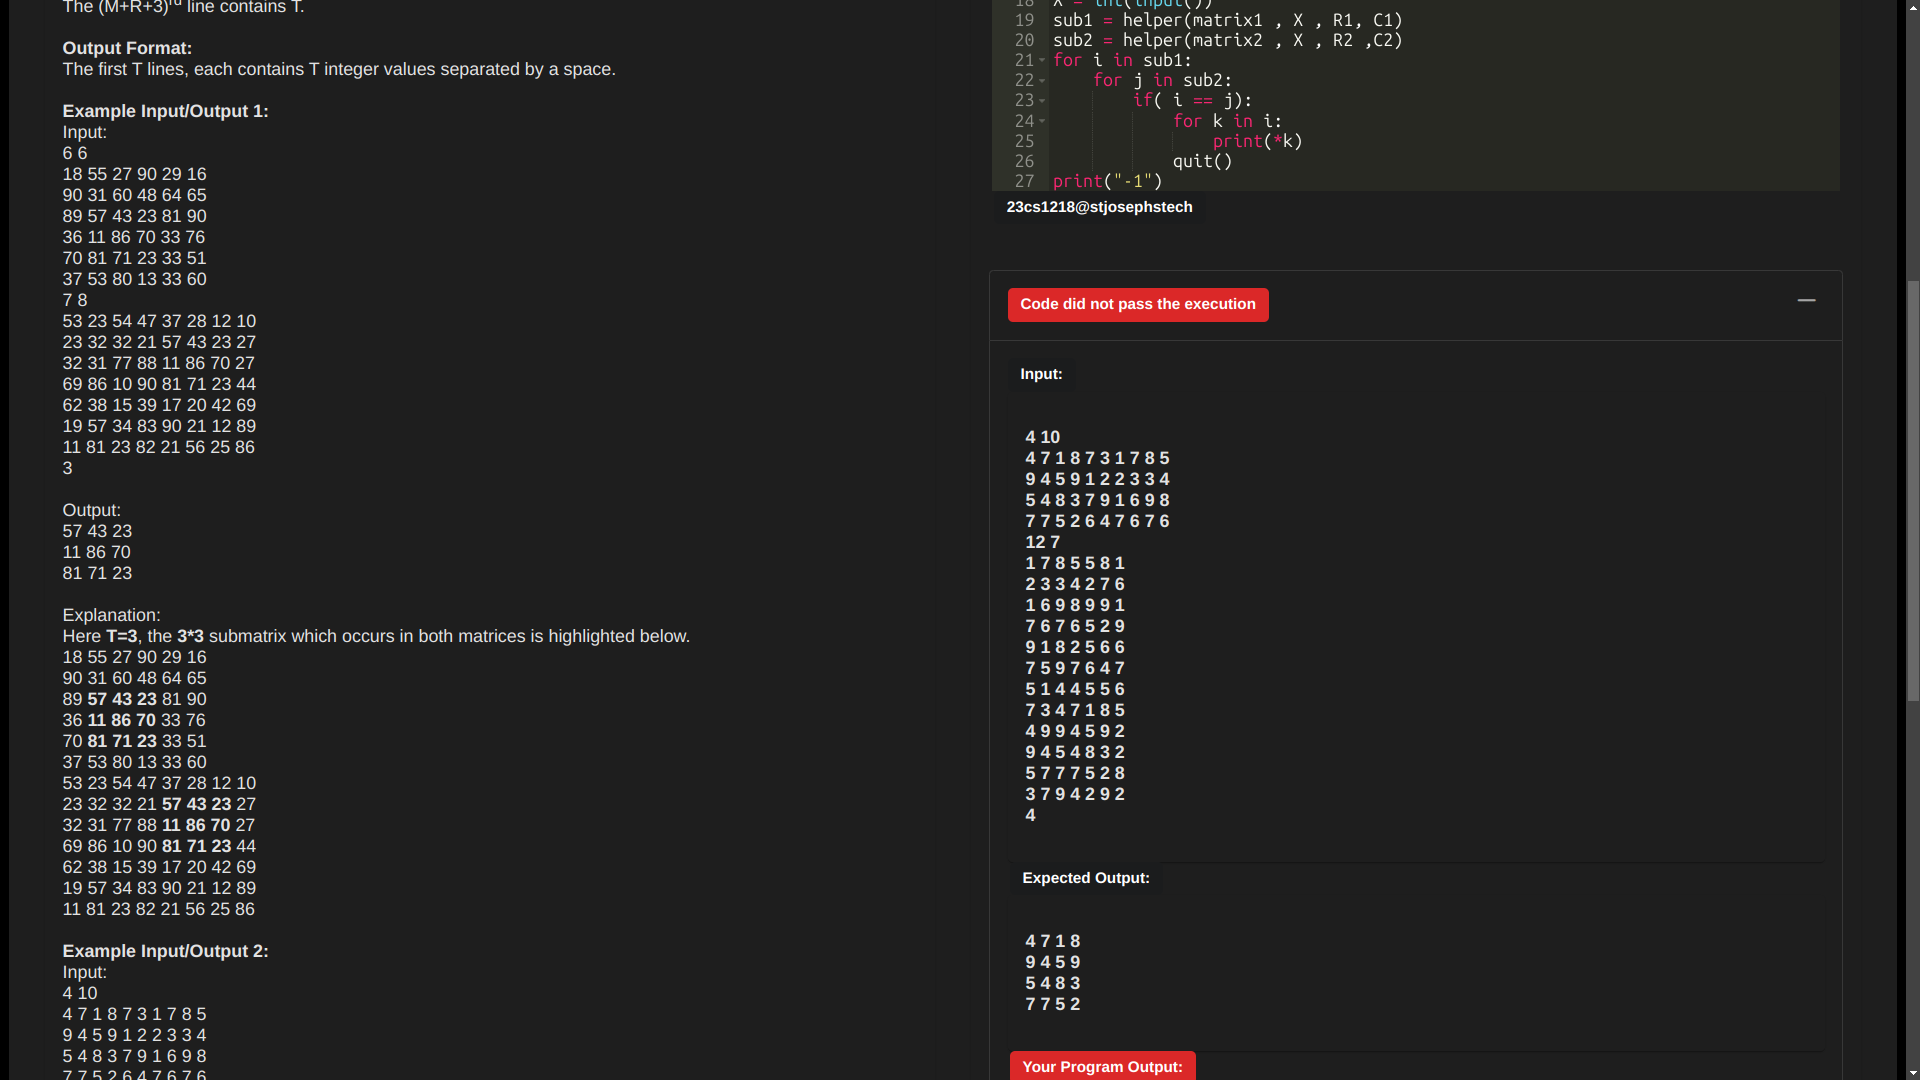 The (M+R+3)rd line contains T.
Output Format:
The first T lines, each contains T integer values separated by a space.
Example Input/Output 1:
Input:
6 6
18 55 27 90 29 16
90 31 60 48 64 65
89 57 43 23 81 90
36 11 86 70 33 76
70 81 71 23 33 51
37 53 80 13 33 60
7 8
53 23 54 47 37 28 12 10
23 32 32 21 57 43 23 27
32 31 77 88 11 86 70 27
69 86 10 90 81 71 23 44
62 38 15 39 17 20 42 69
19 57 34 83 90 21 12 89
11 81 23 82 21 56 25 86
3
Output:
57 43 23
11 86 70
81 71 23
Explanation:
Here T=3, the 3*3 submatrix which occurs in both matrices is highlighted below.
18 55 27 90 29 16
90 31 60 48 64 65
89 57 43 23 81 90
36 11 86 70 33 76
70 81 71 23 33 51
37 53 80 13 33 60
53 23 54 47 37 28 12 10
23 32 32 21 57 43 23 27
32 31 77 88 11 86 70 27
69 86 10 90 81 71 23 44
62 38 15 39 17 20 42 69
19 57 34 83 90 21 12 89
11 81 23 82 21 56 25 86
Example Input/Output 2:
Input:
4 10
4 7 1 8 7 3 1 7 8 5
9 4 5 9 1 2 2 3 3 4
5 4 8 3 7 9 1 6 9 8
7 7 5 2 6 4 7 6 7 6
18 X = int(input())
19 sub1 = helper(matrix1 , X , R1, C1)
20 sub2 = helper(matrix2 , X , R2 ,C2)
21 for i in sub1:
22 for j in sub2:
23 if( i == j):
24 for k in i:
25 print(*k)
26 quit()
27 print("-1")
23cs1218@stjosephstech
Code did not pass the execution
Input:
4 10
4 7 1 8 7 3 1 7 8 5
9 4 5 9 1 2 2 3 3 4
5 4 8 3 7 9 1 6 9 8
7 7 5 2 6 4 7 6 7 6
12 7
1 7 8 5 5 8 1
2 3 3 4 2 7 6
1 6 9 8 9 9 1
7 6 7 6 5 2 9
9 1 8 2 5 6 6
7 5 9 7 6 4 7
5 1 4 4 5 5 6
7 3 4 7 1 8 5
4 9 9 4 5 9 2
9 4 5 4 8 3 2
5 7 7 7 5 2 8
3 7 9 4 2 9 2
4
Expected Output:
4 7 1 8
9 4 5 9
5 4 8 3
7 7 5 2
Your Program Output: